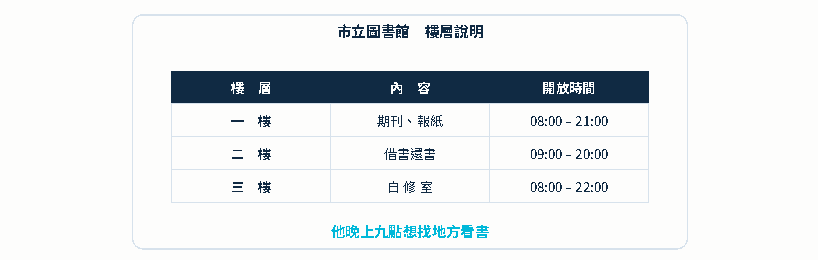 市立圖書館　樓層說明
樓　層　內　容　開放時間
一　樓　期刊、報紙　08:00 – 21:00
二　樓　借書還書　09:00 – 20:00
三　樓　自 修 室　08:00 – 22:00
他晚上九點想找地方看書